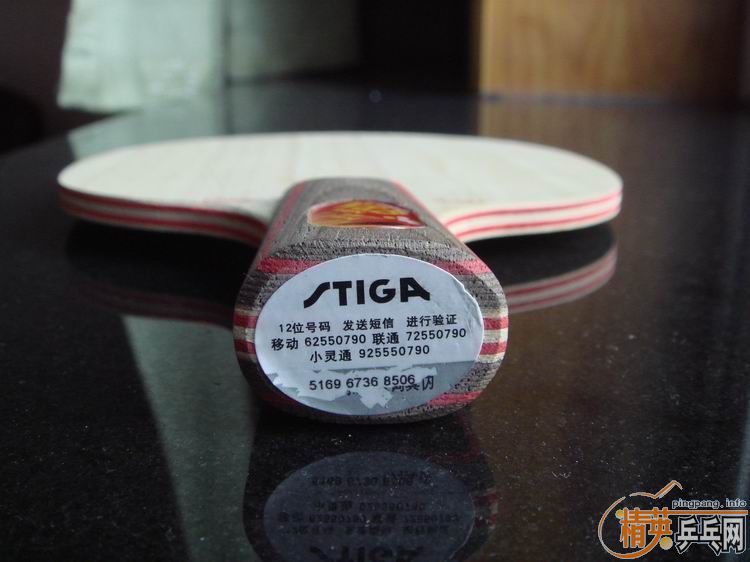 STIGA
12位号码 发送短信 进行验证
移动 62550790 联通 72550790
小灵通 925550790
5169 6736 8506
pingpang.info
精英乒乓网